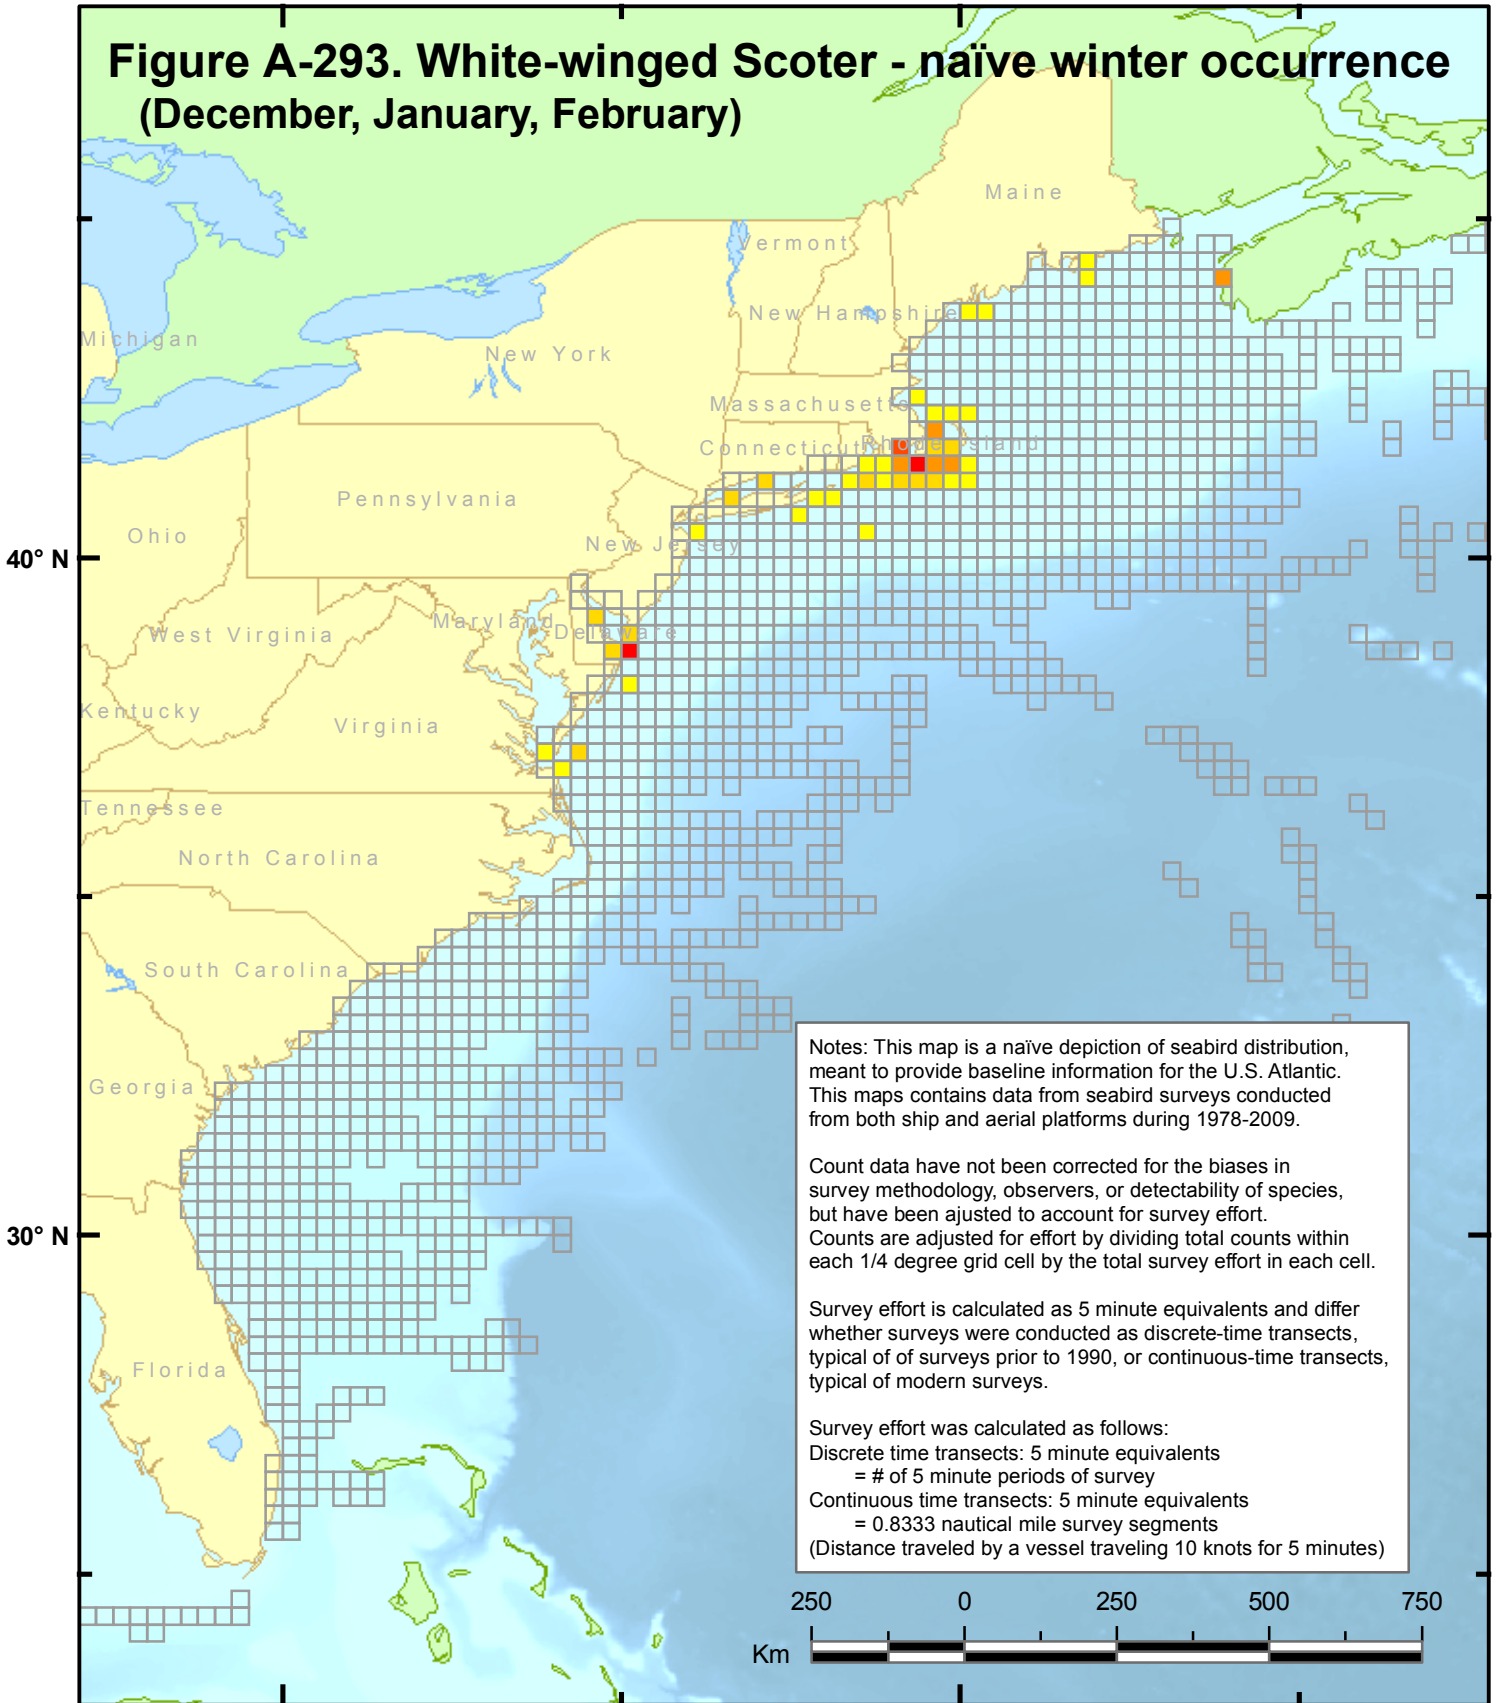 Figure A-293. White-winged Scoter - naïve winter occurrence
(December, January, February)
Maine
Vermont
New Hampshire
Michigan
New York
Massachusetts
Connecticut
Rhode Island
Pennsylvania
Ohio
New Jersey
40° N
Maryland
Delaware
West Virginia
Kentucky
Virginia
Tennessee
North Carolina
South Carolina
Georgia
30° N
Florida
Notes: This map is a naïve depiction of seabird distribution,
meant to provide baseline information for the U.S. Atlantic.
This maps contains data from seabird surveys conducted
from both ship and aerial platforms during 1978-2009.
Count data have not been corrected for the biases in
survey methodology, observers, or detectability of species,
but have been ajusted to account for survey effort.
Counts are adjusted for effort by dividing total counts within
each 1/4 degree grid cell by the total survey effort in each cell.
Survey effort is calculated as 5 minute equivalents and differ
whether surveys were conducted as discrete-time transects,
typical of of surveys prior to 1990, or continuous-time transects,
typical of modern surveys.
Survey effort was calculated as follows:
Discrete time transects: 5 minute equivalents
= # of 5 minute periods of survey
Continuous time transects: 5 minute equivalents
= 0.8333 nautical mile survey segments
(Distance traveled by a vessel traveling 10 knots for 5 minutes)
250 0 250 500 750
Km